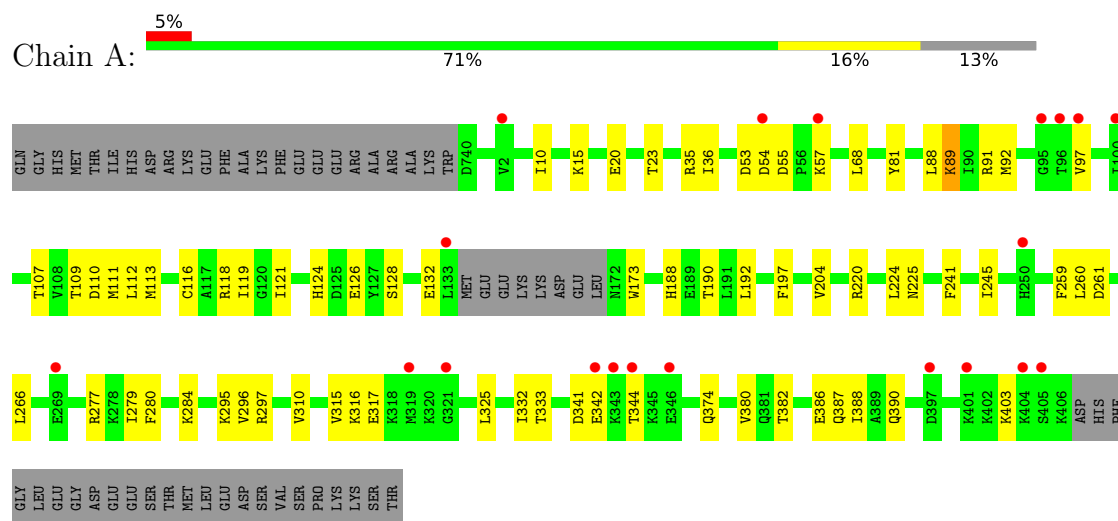 5%
Chain A:
71% 16% 13%
GLN GLY HIS MET THR ILE HIS ASP ARG LYS GLU PHE ALA LYS PHE GLU GLU GLU ARG ALA ARG ALA LYS TRP D740 V2 I10 K15 E20 T23 R35 I36 D53 D54 D55 P56 K57 L68 Y81 L88 K89 I90 R91 M92 G95 T96 V97 I100
T107 V108 T109 D110 M111 L112 M113 C116 A117 R118 I119 G120 I121 H124 D125 E126 Y127 S128 E132 L133 MET GLU GLU LYS LYS ASP GLU LEU N172 W173 H188 E189 T190 L191 L192 F197 V204 R220 L224 N225 F241 I245 H250 F259 L260 D261
L266 E269 R277 K278 I279 F280 K284 K295 V296 R297 V310 V315 K316 E317 K318 M319 K320 G321 L325 I332 T333 D341 E342 K343 T344 K345 E346 Q374 V380 Q381 T382 E386 Q387 I388 A389 Q390 D397 K401 K402 K403 K404 S405 K406 ASP HIS PHE
GLY LEU GLU GLY ASP GLU GLU SER THR MET LEU GLU ASP SER VAL SER PRO LYS LYS SER THR